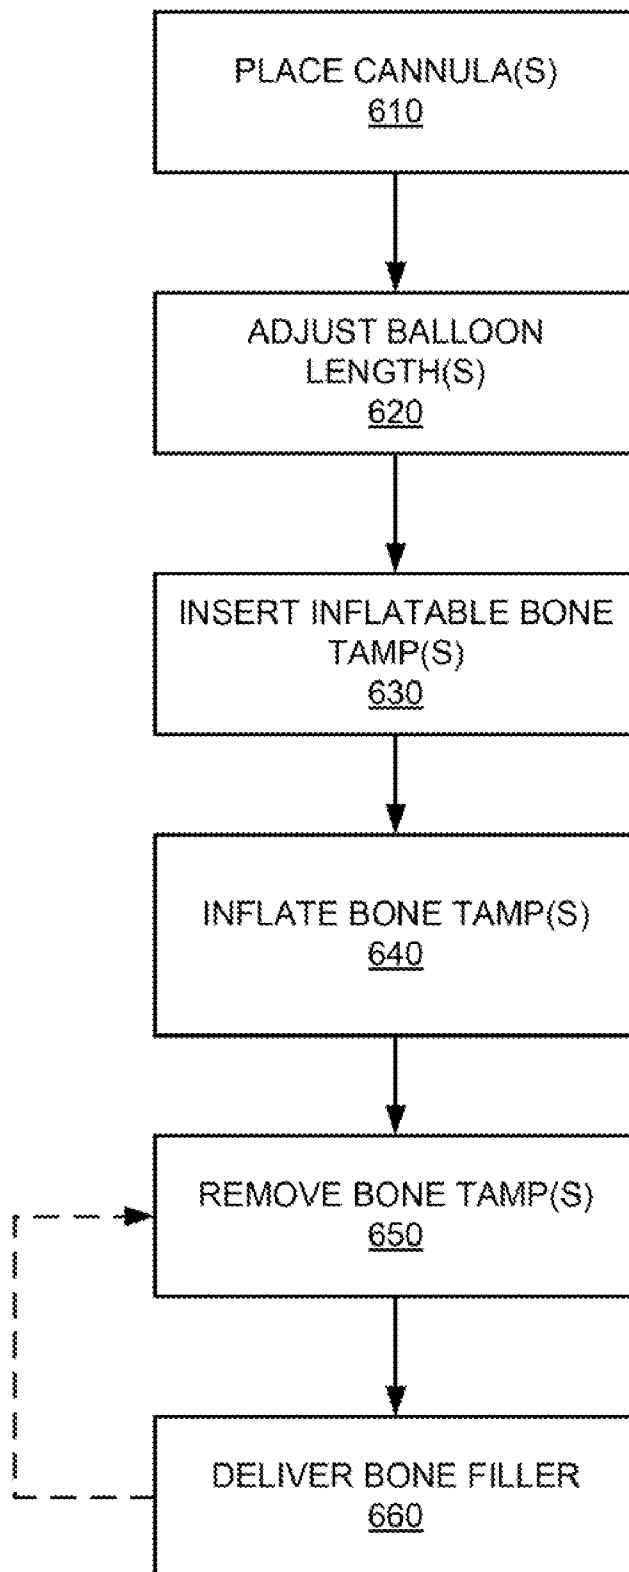 PLACE CANNULA(S)
610
ADJUST BALLOON
LENGTH(S)
620
INSERT INFLATABLE BONE
TAMP(S)
630
INFLATE BONE TAMP(S)
640
REMOVE BONE TAMP(S)
650
DELIVER BONE FILLER
660